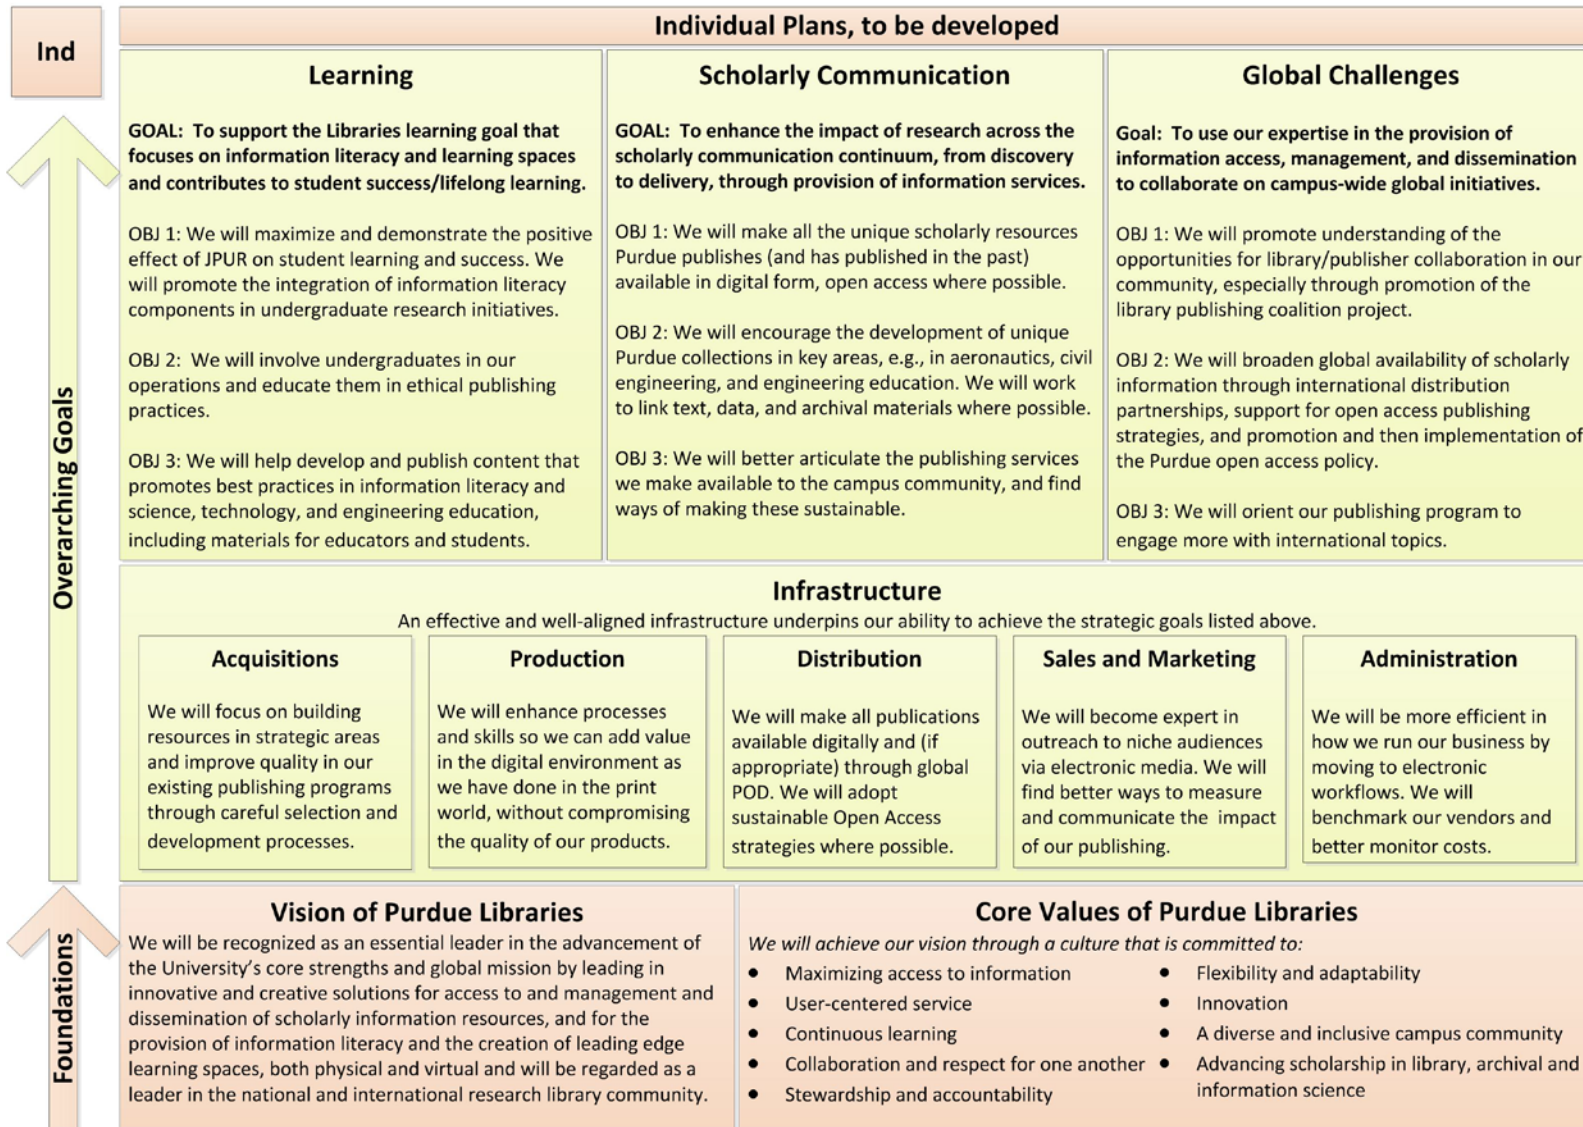 Ind
Individual Plans, to be developed
Overarching Goals
Learning
GOAL:  To support the Libraries learning goal that
focuses on information literacy and learning spaces
and contributes to student success/lifelong learning.
OBJ 1: We will maximize and demonstrate the positive
effect of JPUR on student learning and success. We
will promote the integration of information literacy
components in undergraduate research initiatives.
OBJ 2:  We will involve undergraduates in our
operations and educate them in ethical publishing
practices.
OBJ 3: We will help develop and publish content that
promotes best practices in information literacy and
science, technology, and engineering education,
including materials for educators and students.
Scholarly Communication
GOAL:  To enhance the impact of research across the
scholarly communication continuum, from discovery
to delivery, through provision of information services.
OBJ 1: We will make all the unique scholarly resources
Purdue publishes (and has published in the past)
available in digital form, open access where possible.
OBJ 2: We will encourage the development of unique
Purdue collections in key areas, e.g., in aeronautics, civil
engineering, and engineering education. We will work
to link text, data, and archival materials where possible.
OBJ 3: We will better articulate the publishing services
we make available to the campus community, and find
ways of making these sustainable.
Global Challenges
Goal:  To use our expertise in the provision of
information access, management, and dissemination
to collaborate on campus-wide global initiatives.
OBJ 1: We will promote understanding of the
opportunities for library/publisher collaboration in our
community, especially through promotion of the
library publishing coalition project.
OBJ 2: We will broaden global availability of scholarly
information through international distribution
partnerships, support for open access publishing
strategies, and promotion and then implementation of
the Purdue open access policy.
OBJ 3: We will orient our publishing program to
engage more with international topics.
Infrastructure
An effective and well-aligned infrastructure underpins our ability to achieve the strategic goals listed above.
Acquisitions
We will focus on building
resources in strategic areas
and improve quality in our
existing publishing programs
through careful selection and
development processes.
Production
We will enhance processes
and skills so we can add value
in the digital environment as
we have done in the print
world, without compromising
the quality of our products.
Distribution
We will make all publications
available digitally and (if
appropriate) through global
POD. We will adopt
sustainable Open Access
strategies where possible.
Sales and Marketing
We will become expert in
outreach to niche audiences
via electronic media. We will
find better ways to measure
and communicate the  impact
of our publishing.
Administration
We will be more efficient in
how we run our business by
moving to electronic
workflows. We will
benchmark our vendors and
better monitor costs.
Foundations
Vision of Purdue Libraries
We will be recognized as an essential leader in the advancement of
the University’s core strengths and global mission by leading in
innovative and creative solutions for access to and management and
dissemination of scholarly information resources, and for the
provision of information literacy and the creation of leading edge
learning spaces, both physical and virtual and will be regarded as a
leader in the national and international research library community.
Core Values of Purdue Libraries
We will achieve our vision through a culture that is committed to:
• Maximizing access to information
• User-centered service
• Continuous learning
• Collaboration and respect for one another
• Stewardship and accountability
• Flexibility and adaptability
• Innovation
• A diverse and inclusive campus community
• Advancing scholarship in library, archival and
information science